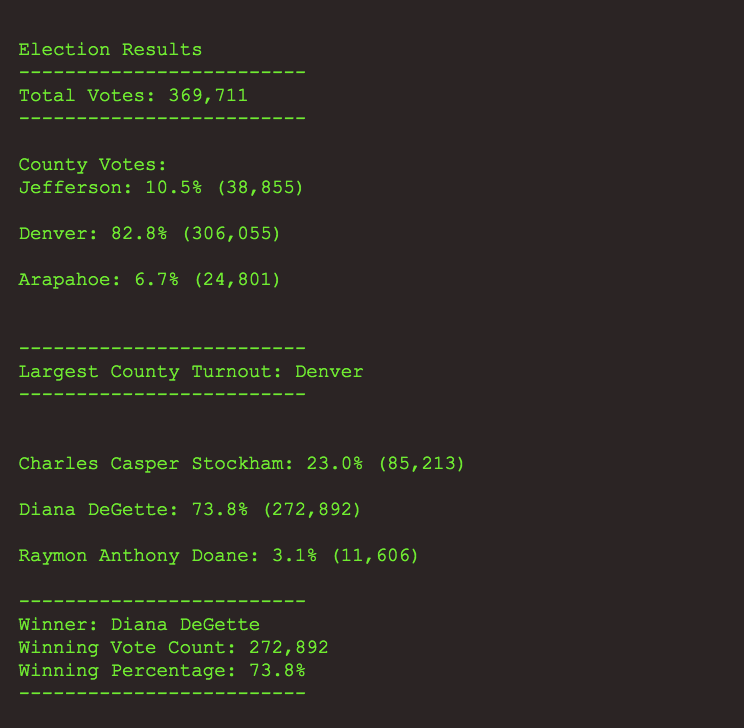 Election Results
-------------------------
Total Votes: 369,711
-------------------------
County Votes:
Jefferson: 10.5% (38,855)
Denver: 82.8% (306,055)
Arapahoe: 6.7% (24,801)
-------------------------
Largest County Turnout: Denver
-------------------------
Charles Casper Stockham: 23.0% (85,213)
Diana DeGette: 73.8% (272,892)
Raymon Anthony Doane: 3.1% (11,606)
-------------------------
Winner: Diana DeGette
Winning Vote Count: 272,892
Winning Percentage: 73.8%
-------------------------